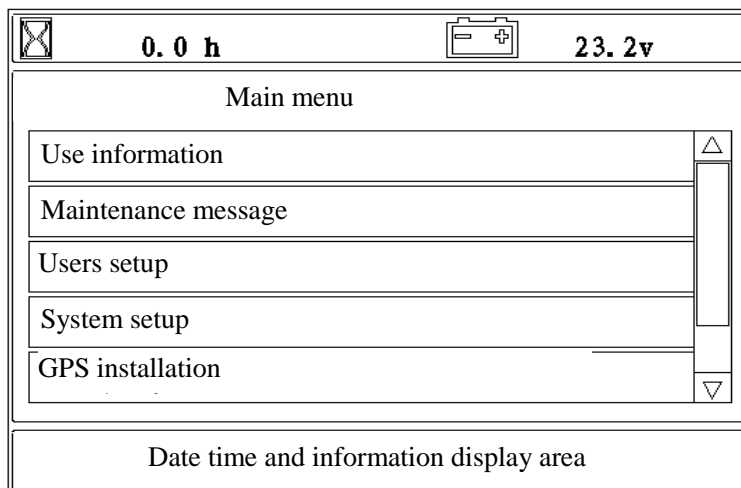 0.0 h 23.2v
Main menu
Use information
Maintenance message
Users setup
System setup
GPS installation
Date time and information display area